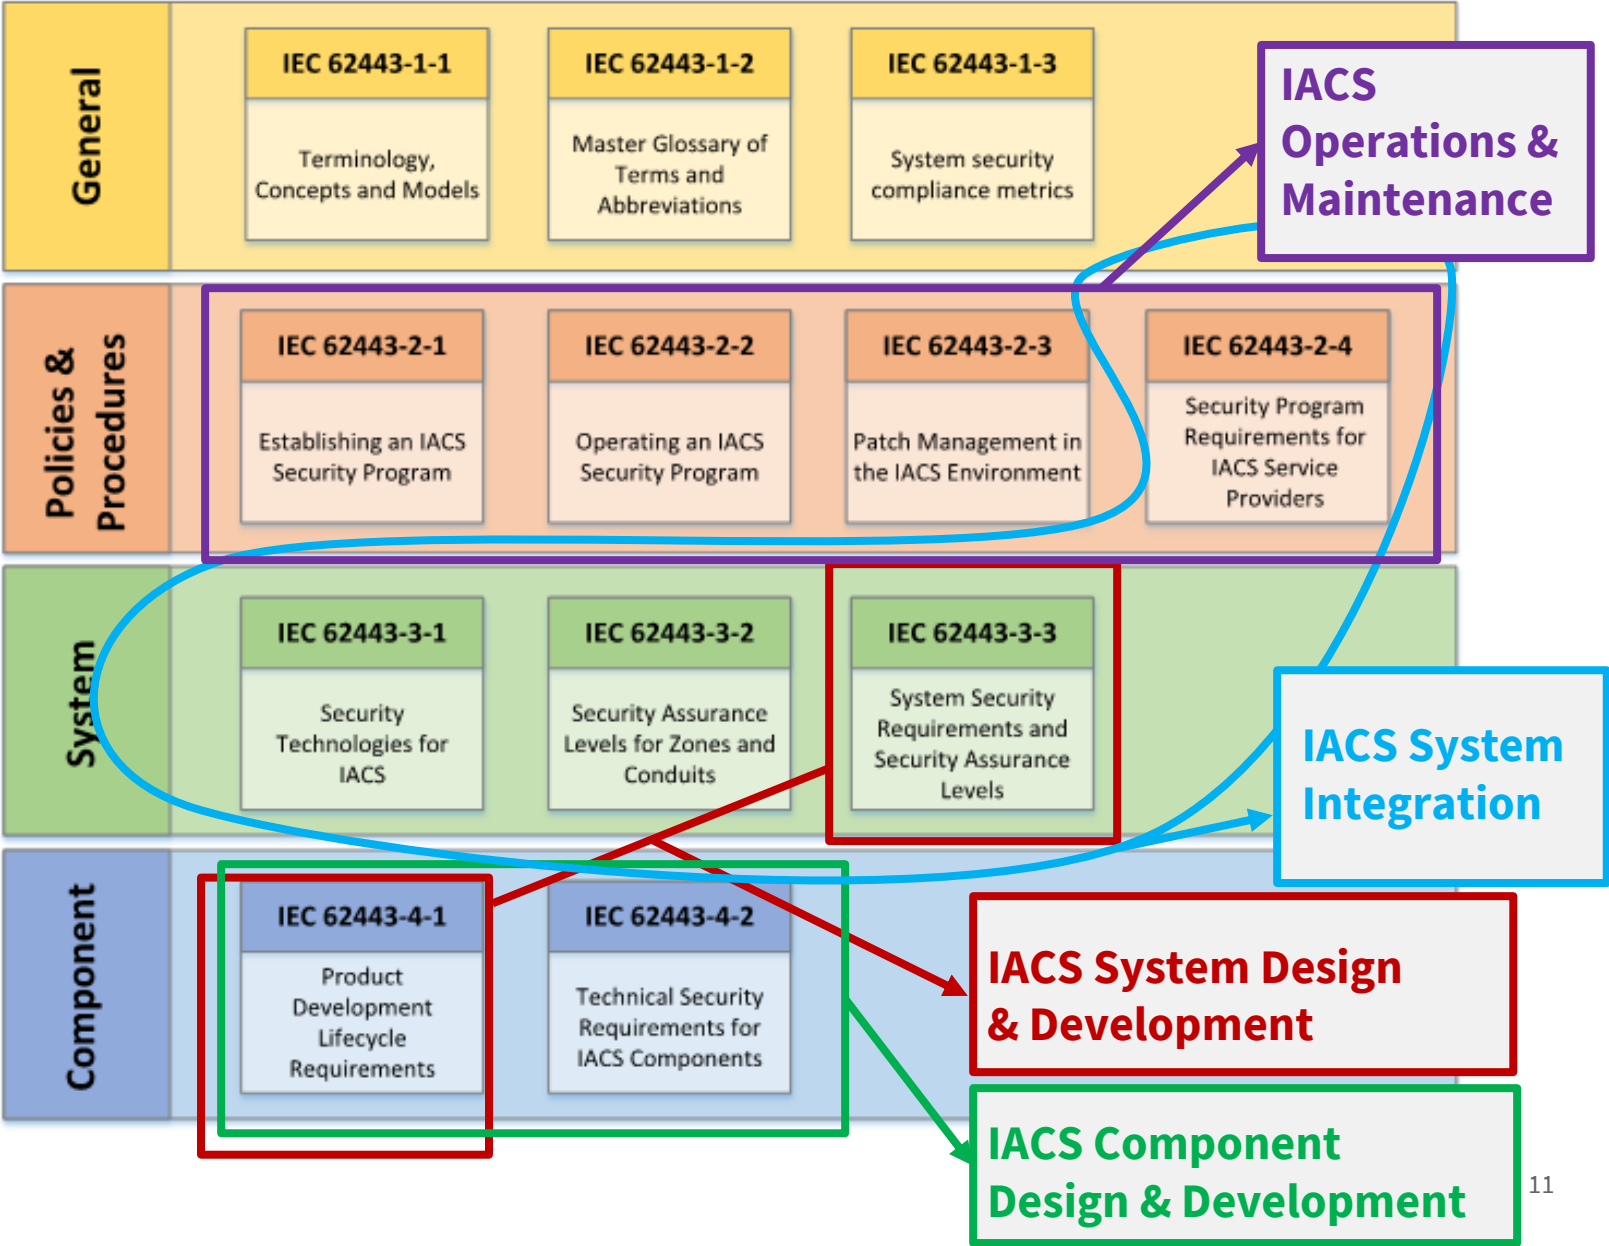 General
IEC 62443-1-1
Terminology,
Concepts and Models
IEC 62443-1-2
Master Glossary of
Terms and
Abbreviations
IEC 62443-1-3
System security
compliance metrics
IACS
Operations &
Maintenance
Policies &
Procedures
IEC 62443-2-1
Establishing an IACS
Security Program
IEC 62443-2-2
Operating an IACS
Security Program
IEC 62443-2-3
Patch Management in
the IACS Environment
IEC 62443-2-4
Security Program
Requirements for
IACS Service
Providers
System
IEC 62443-3-1
Security
Technologies for
IACS
IEC 62443-3-2
Security Assurance
Levels for Zones and
Conduits
IEC 62443-3-3
System Security
Requirements and
Security Assurance
Levels
IACS System
Integration
Component
IEC 62443-4-1
Product
Development
Lifecycle
Requirements
IEC 62443-4-2
Technical Security
Requirements for
IACS Components
IACS System Design
& Development
IACS Component
Design & Development
11